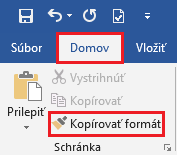 Súbor Domov Vložiť
Vystrihnúť
Kopírovať
Prilepiť
Kopírovať formát
Schránka